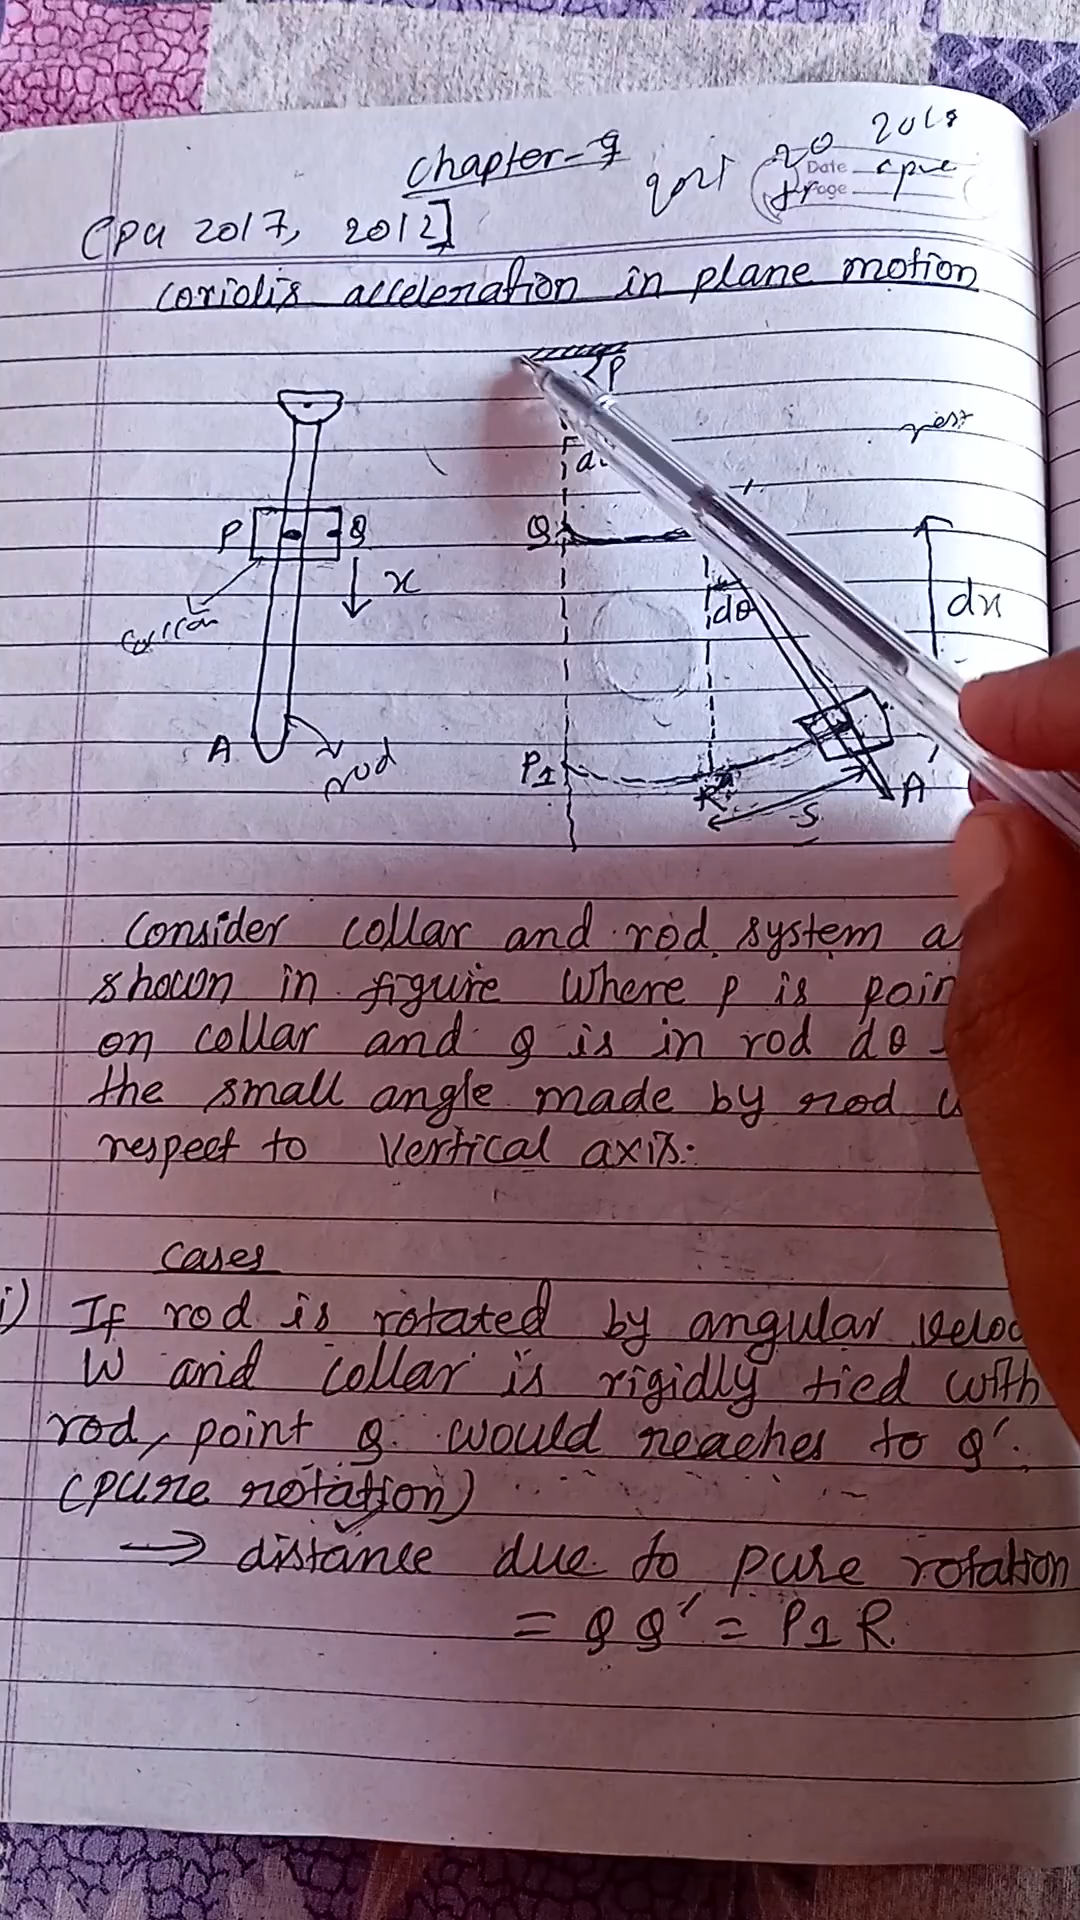 Chapter-9
20 2018
Date
Page
[PU 2017, 2012]
coriolis acceleration in plane motion
P
rest
Q
P Q
x
dθ
dx
collar
A
rod
P1
R
S
A
Consider collar and rod system a
shown in figure where p is poin
on collar and Q is in rod dθ
the small angle made by rod
respect to vertical axis.
Cases
i) If rod is rotated by angular veloc
W and collar is rigidly tied with
rod, point Q. would reaches to Q'.
(pure rotation)
→ distance due to pure rotation
= QQ' = P1R